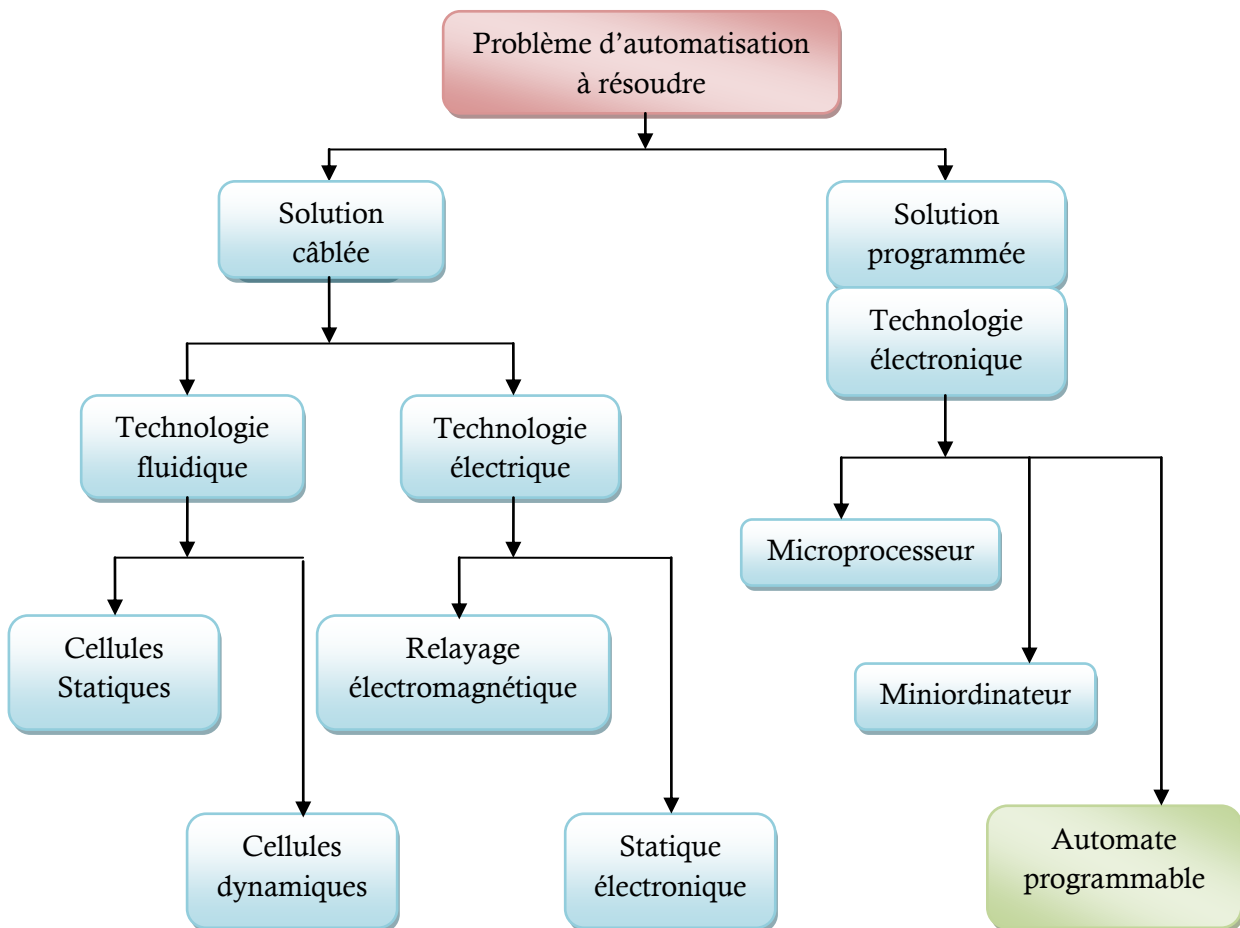 Problème d’automatisation
à résoudre
Solution
câblée
Solution
programmée
Technologie
électronique
Technologie
fluidique
Technologie
électrique
Microprocesseur
Cellules
Statiques
Relayage
électromagnétique
Miniordinateur
Cellules
dynamiques
Statique
électronique
Automate
programmable